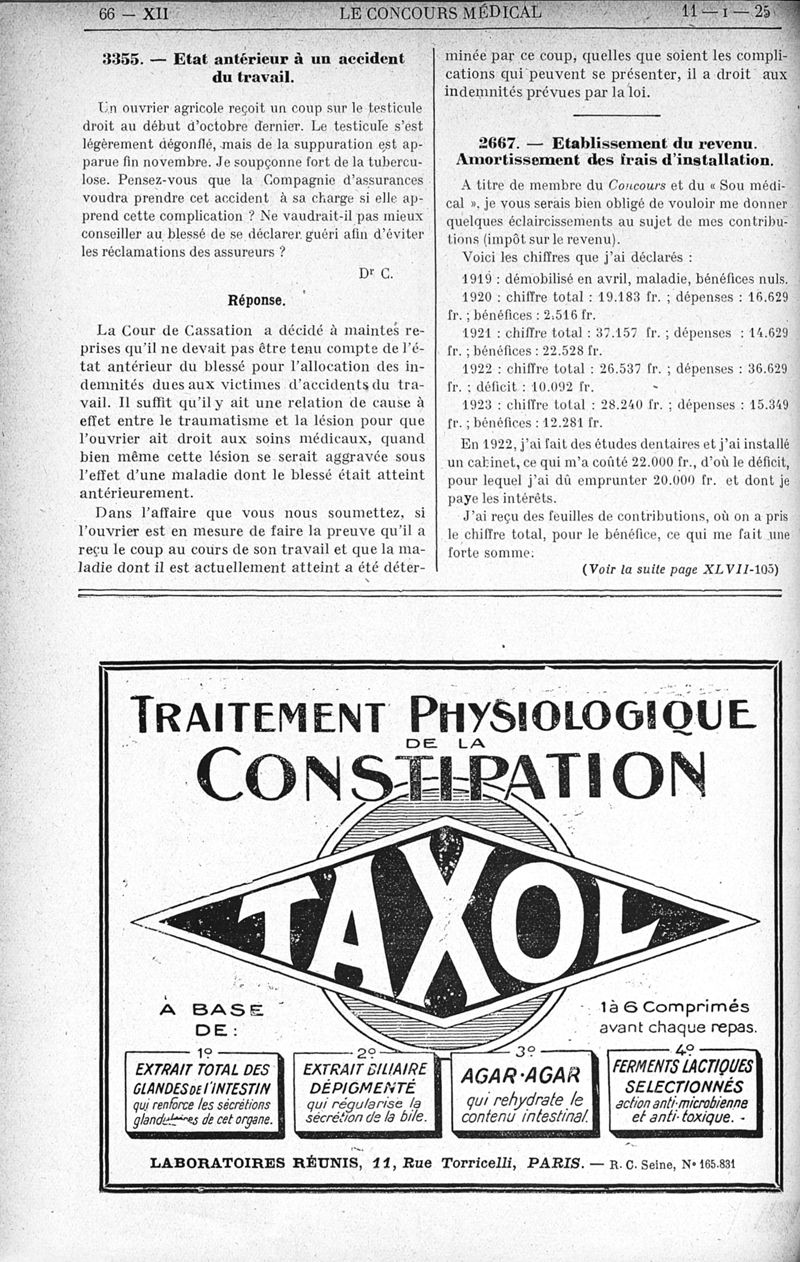 66 — XII
LE CONCOURS MÉDICAL
11 — I — 25
3355. — Etat antérieur à un accident
du travail.
Un ouvrier agricole reçoit un coup sur le testicule
droit au début d'octobre dernier. Le testicule s'est
légèrement dégonflé, mais de la suppuration est ap-
parue fin novembre. Je soupçonne fort de la tubercu-
lose. Pensez-vous que la Compagnie d'assurances
voudra prendre cet accident à sa charge si elle ap-
prend cette complication ? Ne vaudrait-il pas mieux
conseiller au blessé de se déclarer guéri afin d'éviter
les réclamations des assureurs ?
Dr C.
Réponse.
La Cour de Cassation a décidé à maintes re-
prises qu'il ne devait pas être tenu compte de l'é-
tat antérieur du blessé pour l'allocation des in-
demnités dues aux victimes d'accidents du tra-
vail. Il suffit qu'il y ait une relation de cause à
effet entre le traumatisme et la lésion pour que
l'ouvrier ait droit aux soins médicaux, quand
bien même cette lésion se serait aggravée sous
l'effet d'une maladie dont le blessé était atteint
antérieurement.
Dans l'affaire que vous nous soumettez, si
l'ouvrier est en mesure de faire la preuve qu'il a
reçu le coup au cours de son travail et que la ma-
ladie dont il est actuellement atteint a été déter-
minée par ce coup, quelles que soient les compli-
cations qui peuvent se présenter, il a droit aux
indemnités prévues par la loi.
2667. — Etablissement du revenu.
Amortissement des frais d'installation.
A titre de membre du Concours et du « Sou médi-
cal », je vous serais bien obligé de vouloir me donner
quelques éclaircissements au sujet de mes contribu-
tions (impôt sur le revenu).
Voici les chiffres que j'ai déclarés :
1919 : démobilisé en avril, maladie, bénéfices nuls.
1920 : chiffre total : 19.183 fr. ; dépenses : 16.629
fr. ; bénéfices : 2.516 fr.
1921 : chiffre total : 37.157 fr. ; dépenses : 14.629
fr. ; bénéfices : 22.528 fr.
1922 : chiffre total : 26.537 fr. ; dépenses : 36.629
fr. ; déficit : 10.092 fr.
1923 : chiffre total : 28.240 fr. ; dépenses : 15.349
fr. ; bénéfices : 12.281 fr.
En 1922, j'ai fait des études dentaires et j'ai installé
un cabinet, ce qui m'a coûté 22.000 fr., d'où le déficit,
pour lequel j'ai dû emprunter 20.000 fr. et dont je
paye les intérêts.
J'ai reçu des feuilles de contributions, où on a pris
le chiffre total, pour le bénéfice, ce qui me fait une
forte somme.
(Voir la suite page XLVII-105)
TRAITEMENT PHYSIOLOGIQUE
DE LA
CONSTIPATION
TAXOL
À BASE
DE :
1 à 6 Comprimés
avant chaque repas.
1º
EXTRAIT TOTAL DES
GLANDES DE l'INTESTIN
qui renforce les sécrétions
glandulaires de cet organe.
2º
EXTRAIT BILIAIRE
DÉPIGMENTÉ
qui régularise la
sécrétion de la bile.
3º
AGAR-AGAR
qui rehydrate le
contenu intestinal.
4º
FERMENTS LACTIQUES
SELECTIONNÉS
action anti-microbienne
et anti-toxique. -
LABORATOIRES RÉUNIS, 11, Rue Torricelli, PARIS. — R. C. Seine, Nº 165.831